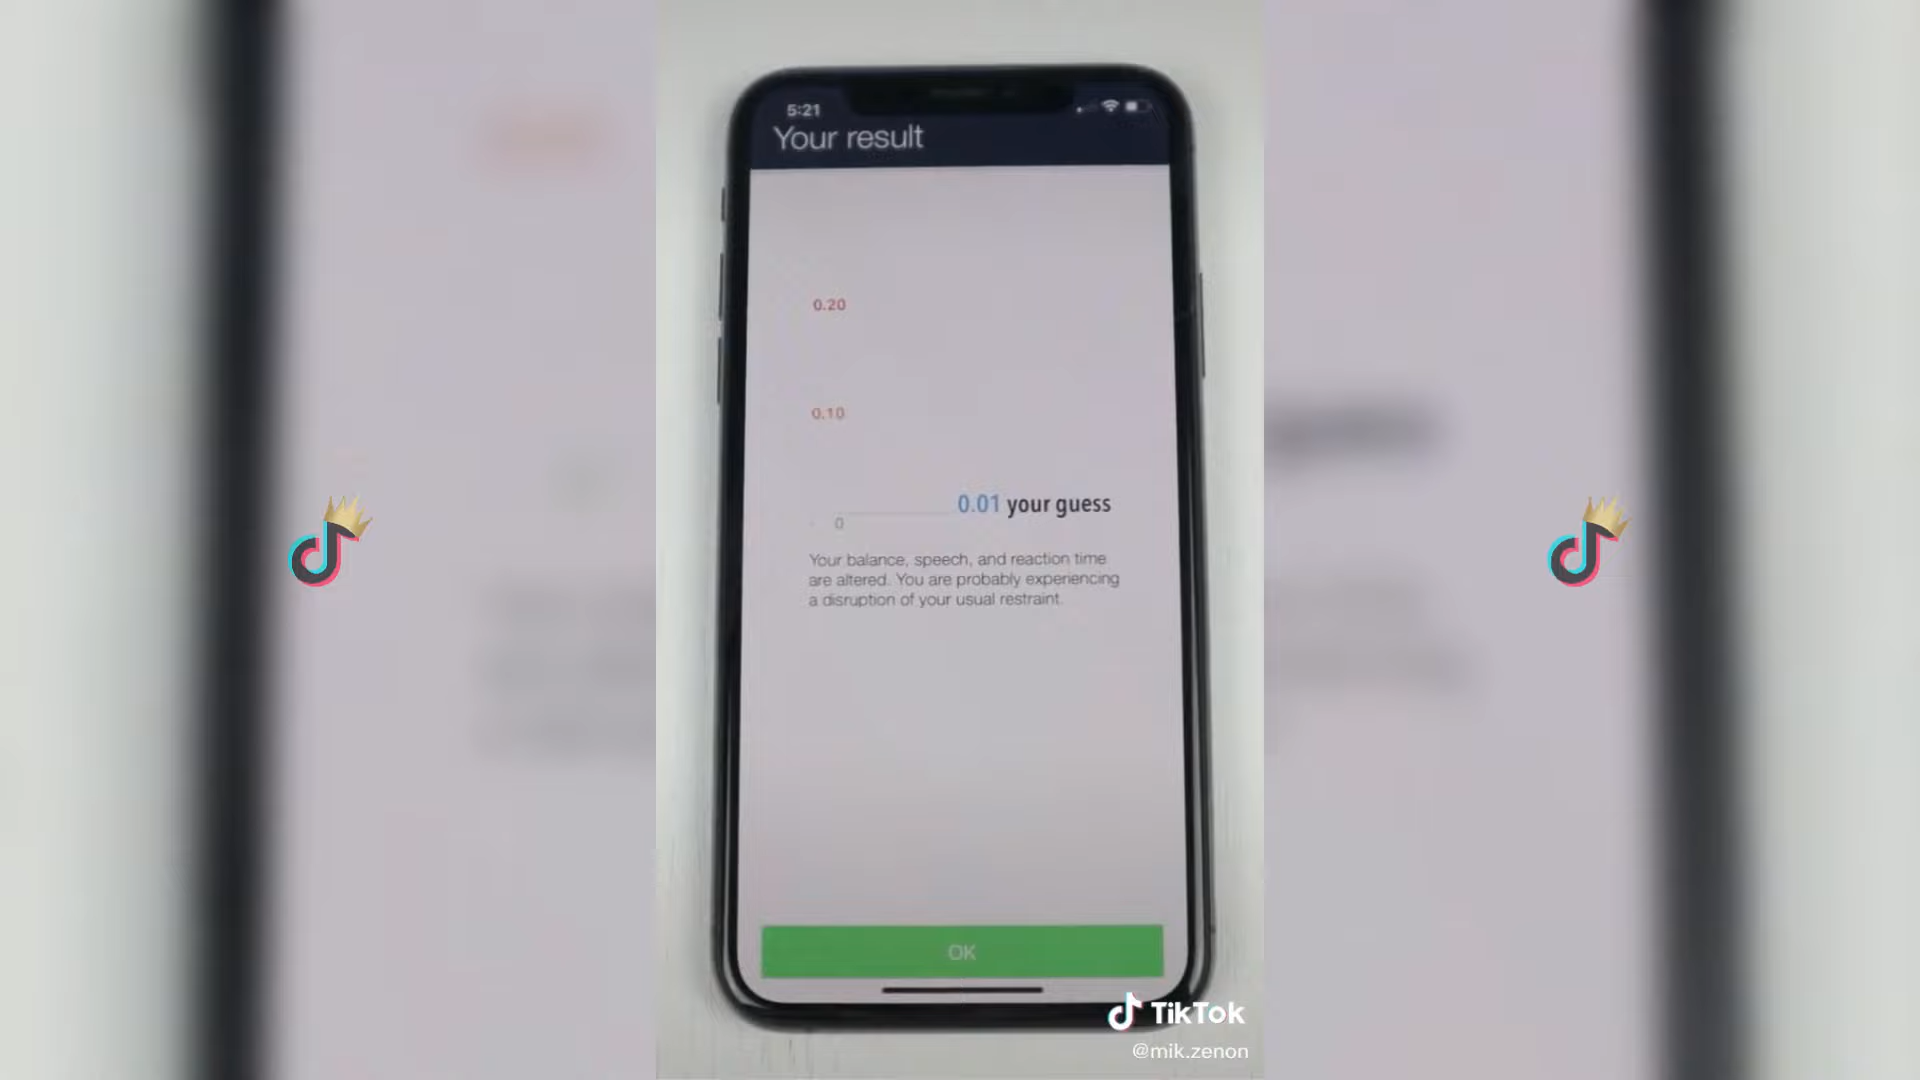 5:21
Your result
0.20
0.10
0.01 your guess
0
Your balance, speech, and reaction time
are altered. You are probably experiencing
a disruption of your usual restraint.
OK
TikTok
@mik.zenon